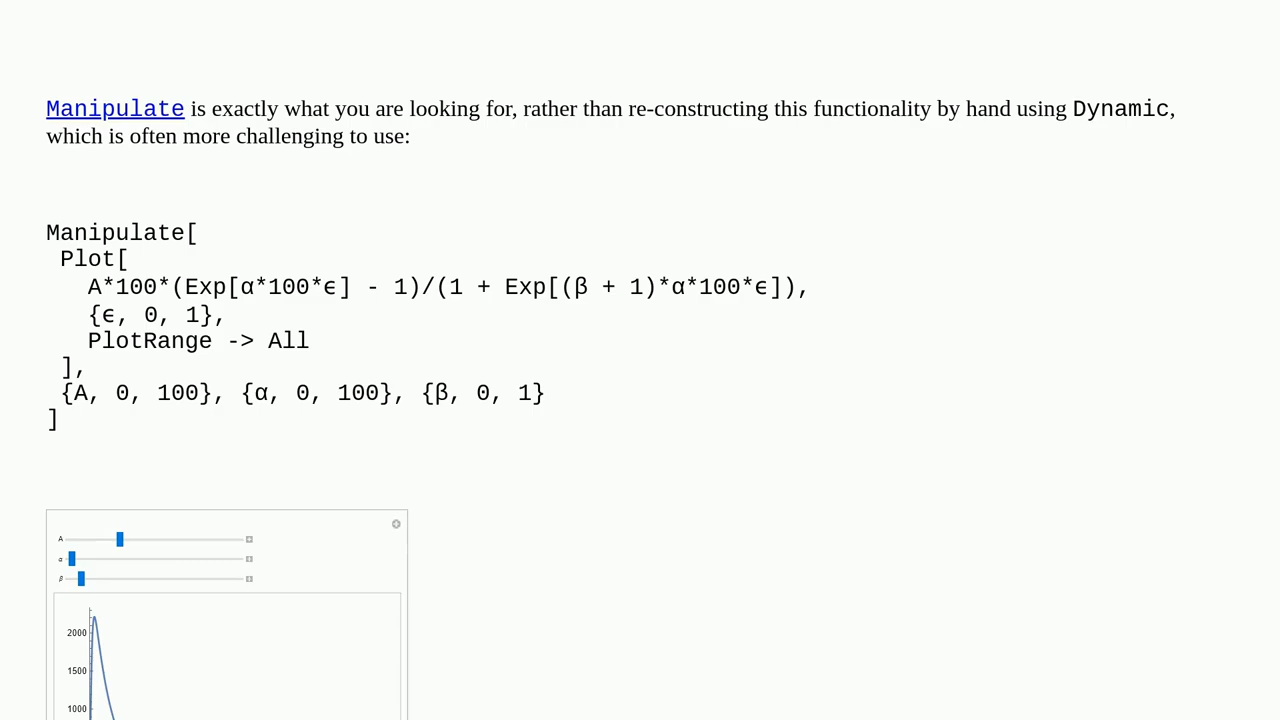 Manipulate is exactly what you are looking for, rather than re-constructing this functionality by hand using Dynamic,
which is often more challenging to use:
Manipulate[
 Plot[
   A*100*(Exp[α*100*ϵ] - 1)/(1 + Exp[(β + 1)*α*100*ϵ]),
   {ϵ, 0, 1},
   PlotRange -> All
 ],
 {A, 0, 100}, {α, 0, 100}, {β, 0, 1}
]
A
α
β
2000
1500
1000